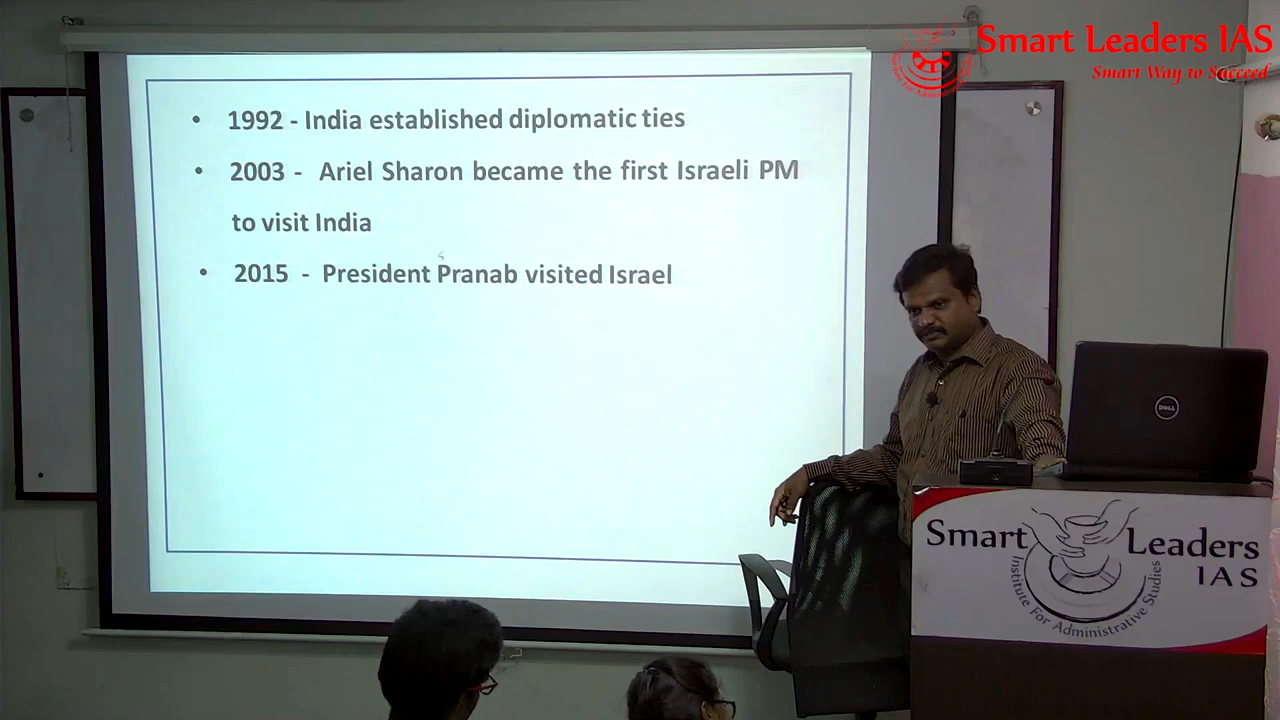 Smart Leaders IAS
Smart Way to Succeed
• 1992 - India established diplomatic ties
• 2003 - Ariel Sharon became the first Israeli PM
to visit India
• 2015 - President Pranab visited Israel
DELL
Smart Leaders
IAS
Institute For Administrative Studies